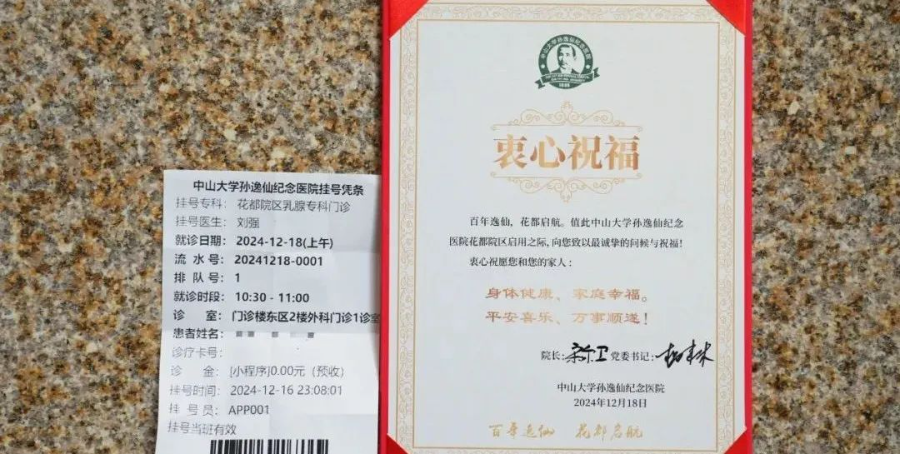 中山大学孙逸仙纪念医院挂号凭条
挂号专科： 花都院区乳腺专科门诊
挂号医生： 刘强
就诊日期： 2024-12-18(上午)
流 水 号： 20241218-0001
排 队 号： 1
就诊时段： 10:30 - 11:00
诊 室： 门诊楼东区2楼外科门诊1诊室
患者姓名：
诊疗卡号：
诊 金： [小程序]0.00元（预收）
挂号时间： 2024-12-16 23:08:01
挂 号 员： APP001
挂号当班有效
中山大学孙逸仙纪念医院
衷心祝福
百年逸仙，花都启航。值此中山大学孙逸仙纪念
医院花都院区启用之际，向您致以最诚挚的问候与祝福！
衷心祝愿您和您的家人：
身体健康、家庭幸福。
平安喜乐、万事顺遂！
院长： 党委书记：
中山大学孙逸仙纪念医院
2024年12月18日
百年逸仙 花都启航